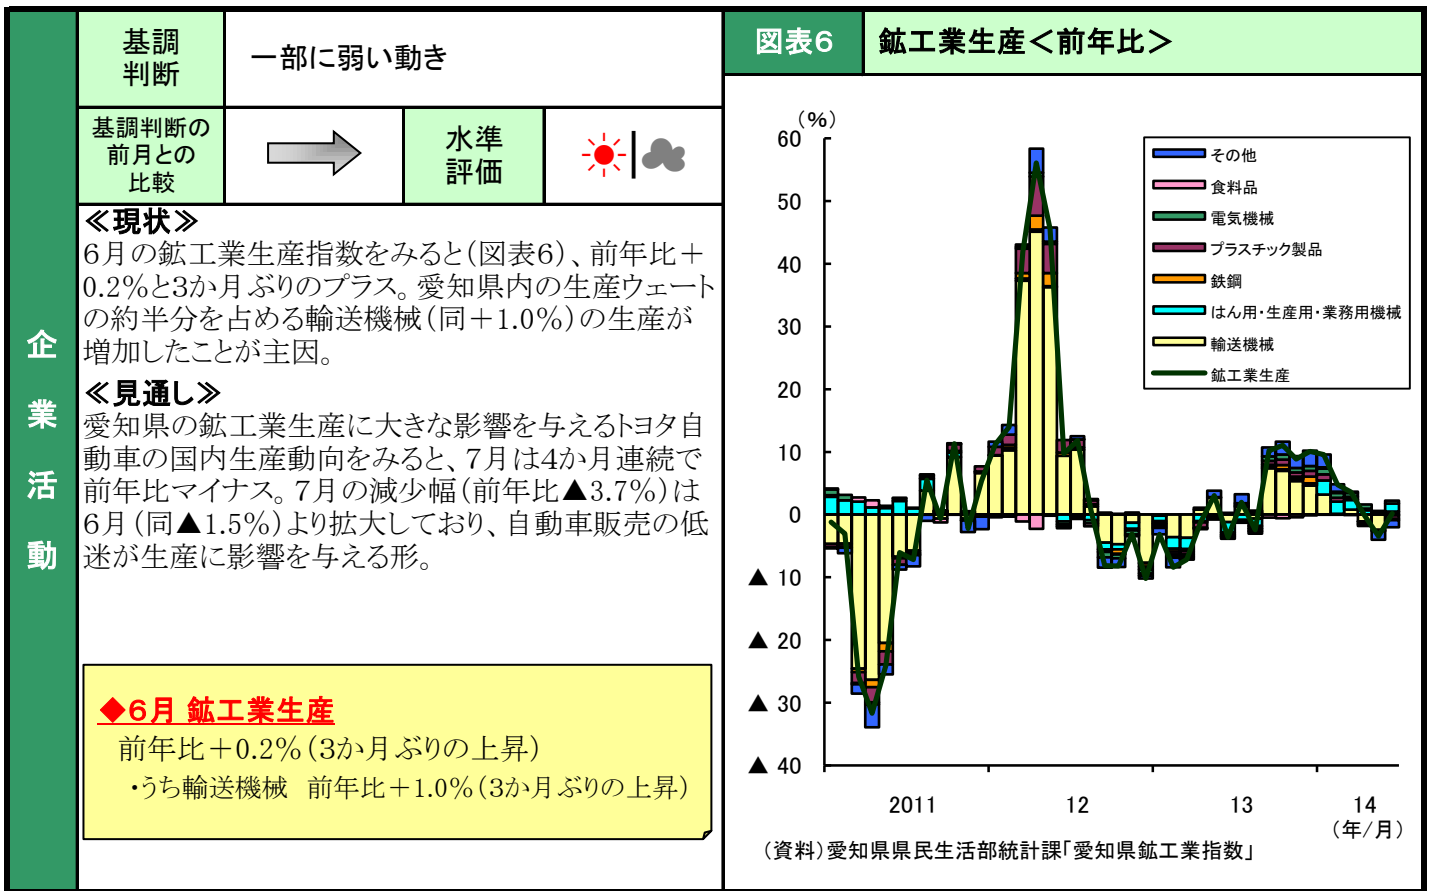 企業活動
基調
判断
一部に弱い動き
基調判断の
前月との
比較
水準
評価
≪現状≫
6月の鉱工業生産指数をみると(図表6)、前年比＋
0.2%と3か月ぶりのプラス。愛知県内の生産ウェート
の約半分を占める輸送機械(同＋1.0%)の生産が
増加したことが主因。
≪見通し≫
愛知県の鉱工業生産に大きな影響を与えるトヨタ自
動車の国内生産動向をみると、7月は4か月連続で
前年比マイナス。7月の減少幅(前年比▲3.7%)は
6月(同▲1.5%)より拡大しており、自動車販売の低
迷が生産に影響を与える形。
◆6月 鉱工業生産
前年比＋0.2%(3か月ぶりの上昇)
・うち輸送機械　前年比＋1.0%(3か月ぶりの上昇)
図表6
鉱工業生産＜前年比＞
(%)
60
50
40
30
20
10
0
▲ 10
▲ 20
▲ 30
▲ 40
その他
食料品
電気機械
プラスチック製品
鉄鋼
はん用・生産用・業務用機械
輸送機械
鉱工業生産
2011
12
13
14
(年/月)
(資料)愛知県県民生活部統計課「愛知県鉱工業指数」